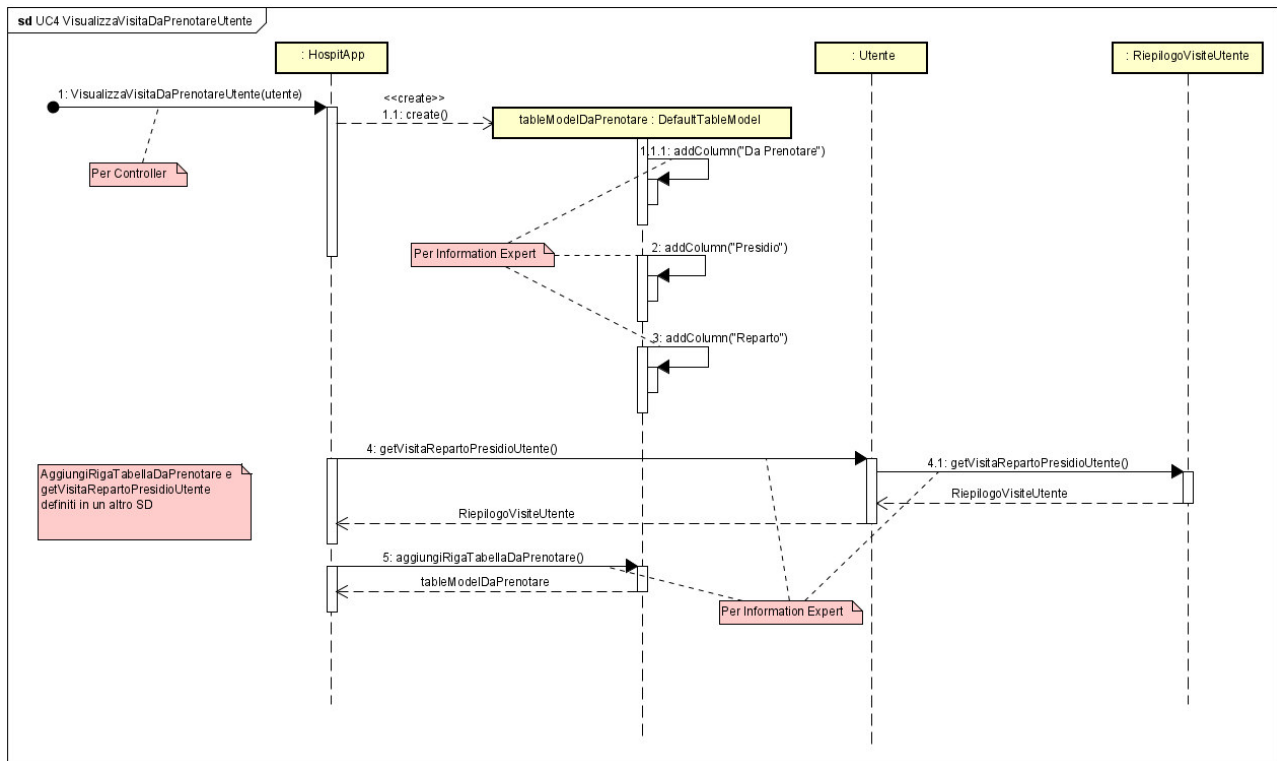 sd UC4 VisualizzaVisitaDaPrenotareUtente
: HospitApp
: Utente
: RiepilogoVisiteUtente
1: VisualizzaVisitaDaPrenotareUtente(utente)
<<create>>
1.1: create()
tableModelDaPrenotare : DefaultTableModel
1.1.1: addColumn("Da Prenotare")
Per Controller
Per Information Expert
2: addColumn("Presidio")
3: addColumn("Reparto")
4: getVisitaRepartoPresidioUtente()
4.1: getVisitaRepartoPresidioUtente()
AggiungiRigaTabellaDaPrenotare e
getVisitaRepartoPresidioUtente
definiti in un altro SD
RiepilogoVisiteUtente
RiepilogoVisiteUtente
5: aggiungiRigaTabellaDaPrenotare()
tableModelDaPrenotare
Per Information Expert